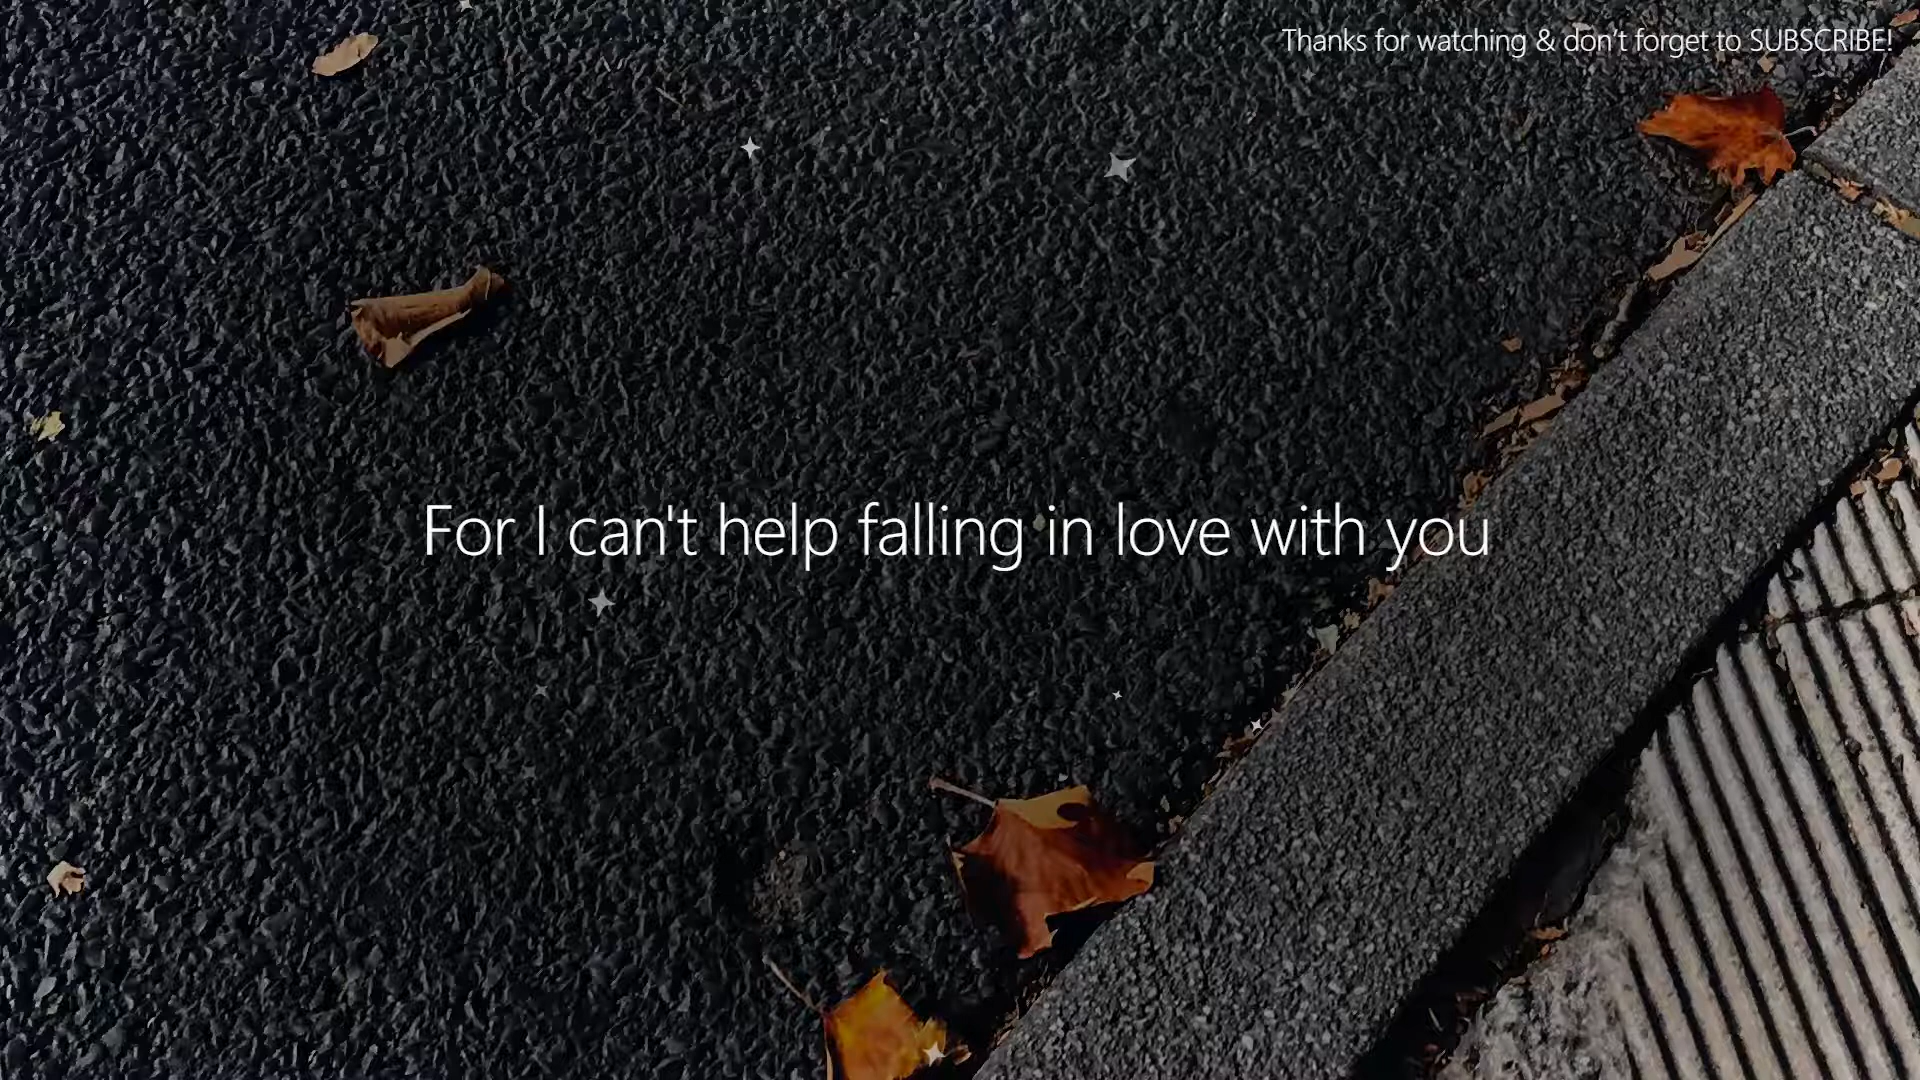 Thanks for watching & don't forget to SUBSCRIBE!
For I can't help falling in love with you